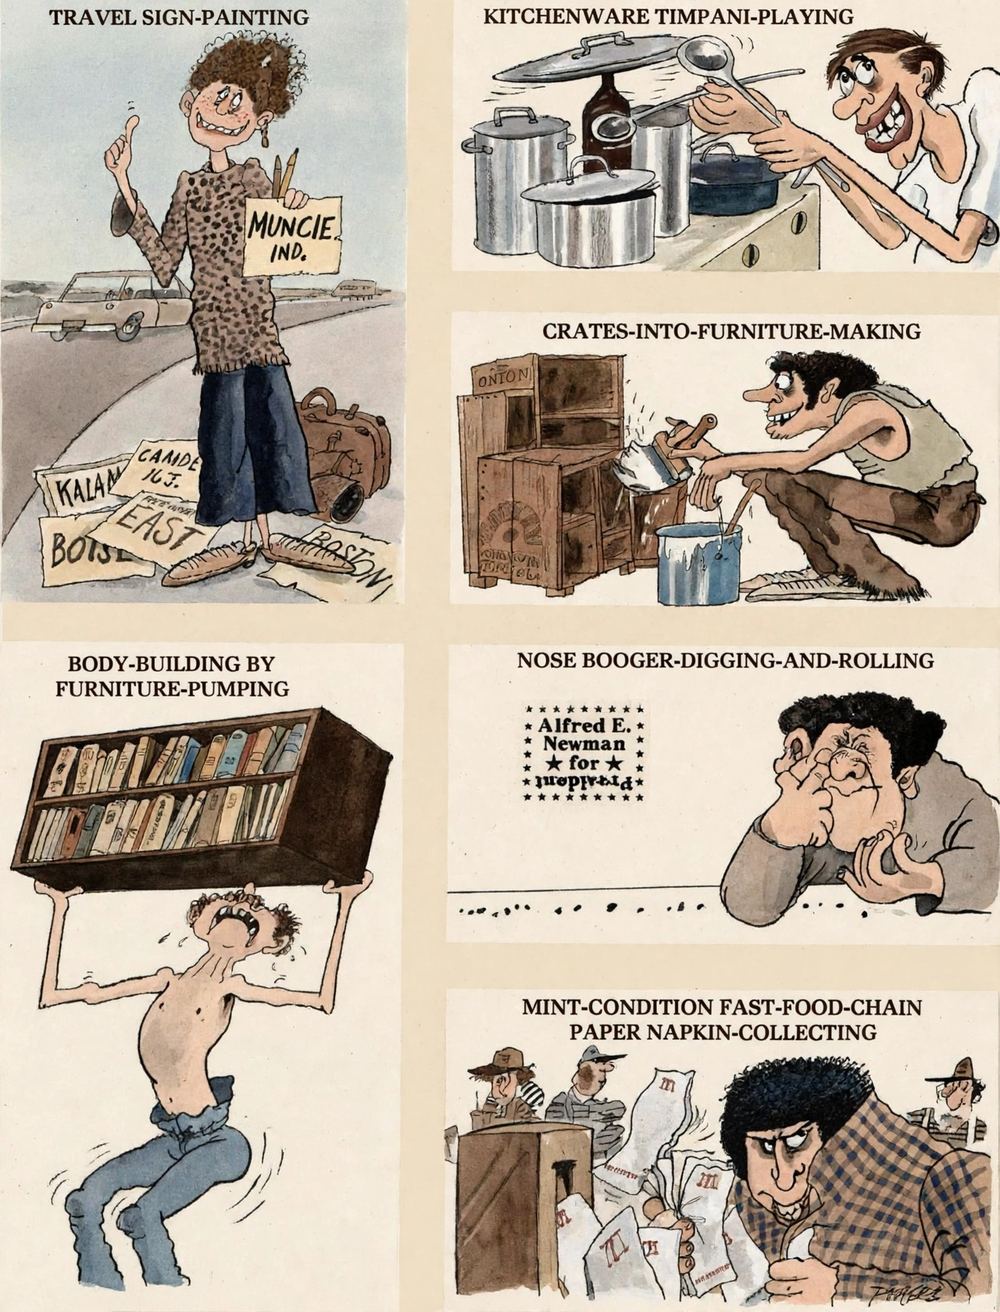 TRAVEL SIGN-PAINTING
MUNCIE.
IND.
KALAM
CAMDE
BOISE
EAST
BOSTON
BODY-BUILDING BY
FURNITURE-PUMPING
KITCHENWARE TIMPANI-PLAYING
CRATES-INTO-FURNITURE-MAKING
ONION
NOSE BOOGER-DIGGING-AND-ROLLING
Alfred E.
Newman
★ for ★
MINT-CONDITION FAST-FOOD-CHAIN
PAPER NAPKIN-COLLECTING
m
m